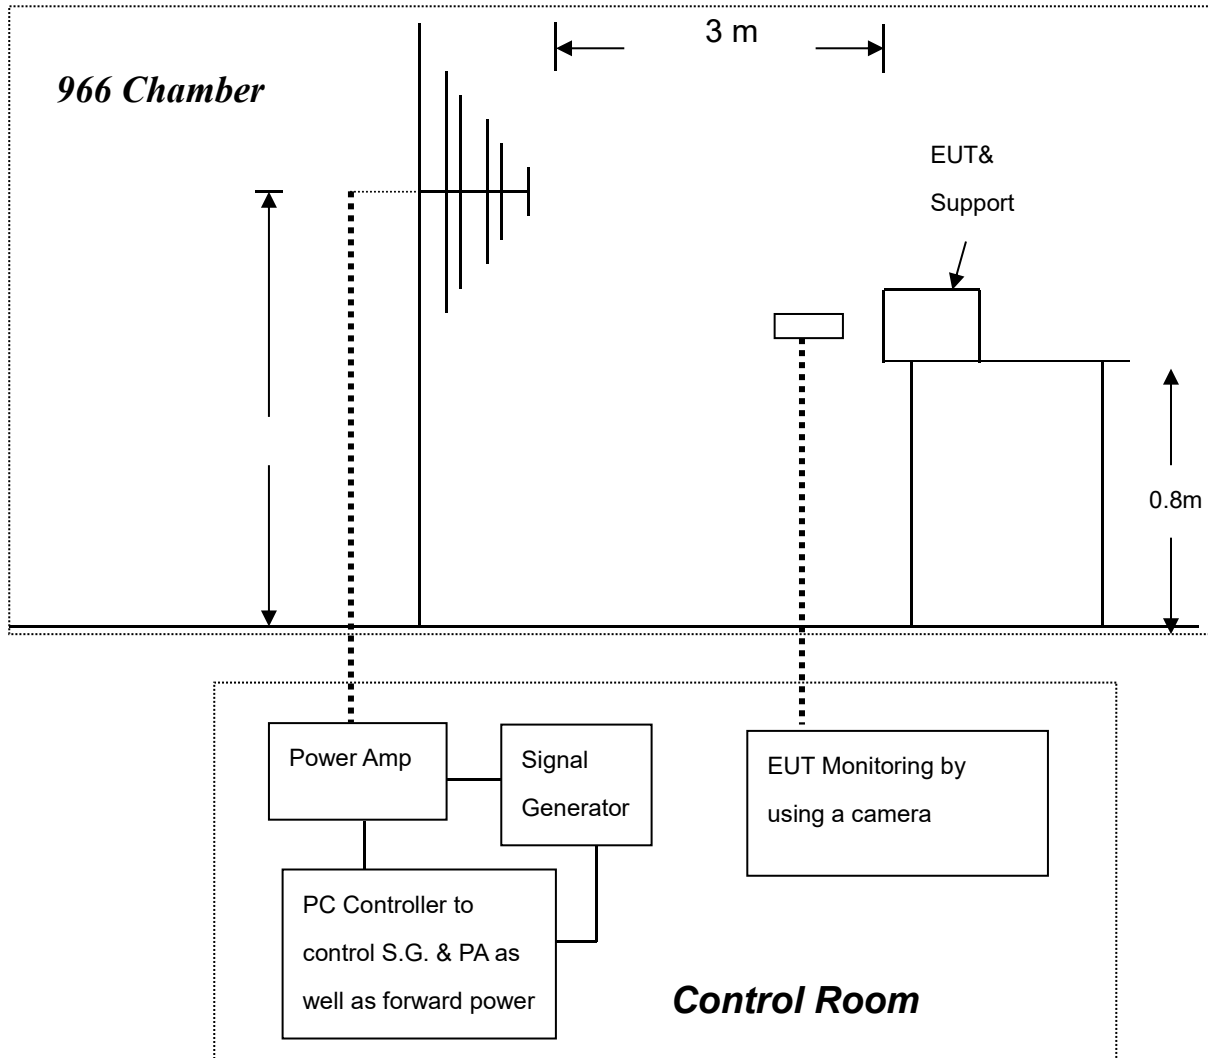 3 m
966 Chamber
EUT&
Support
0.8m
Power Amp
Signal
Generator
EUT Monitoring by
using a camera
PC Controller to
control S.G. & PA as
well as forward power
Control Room